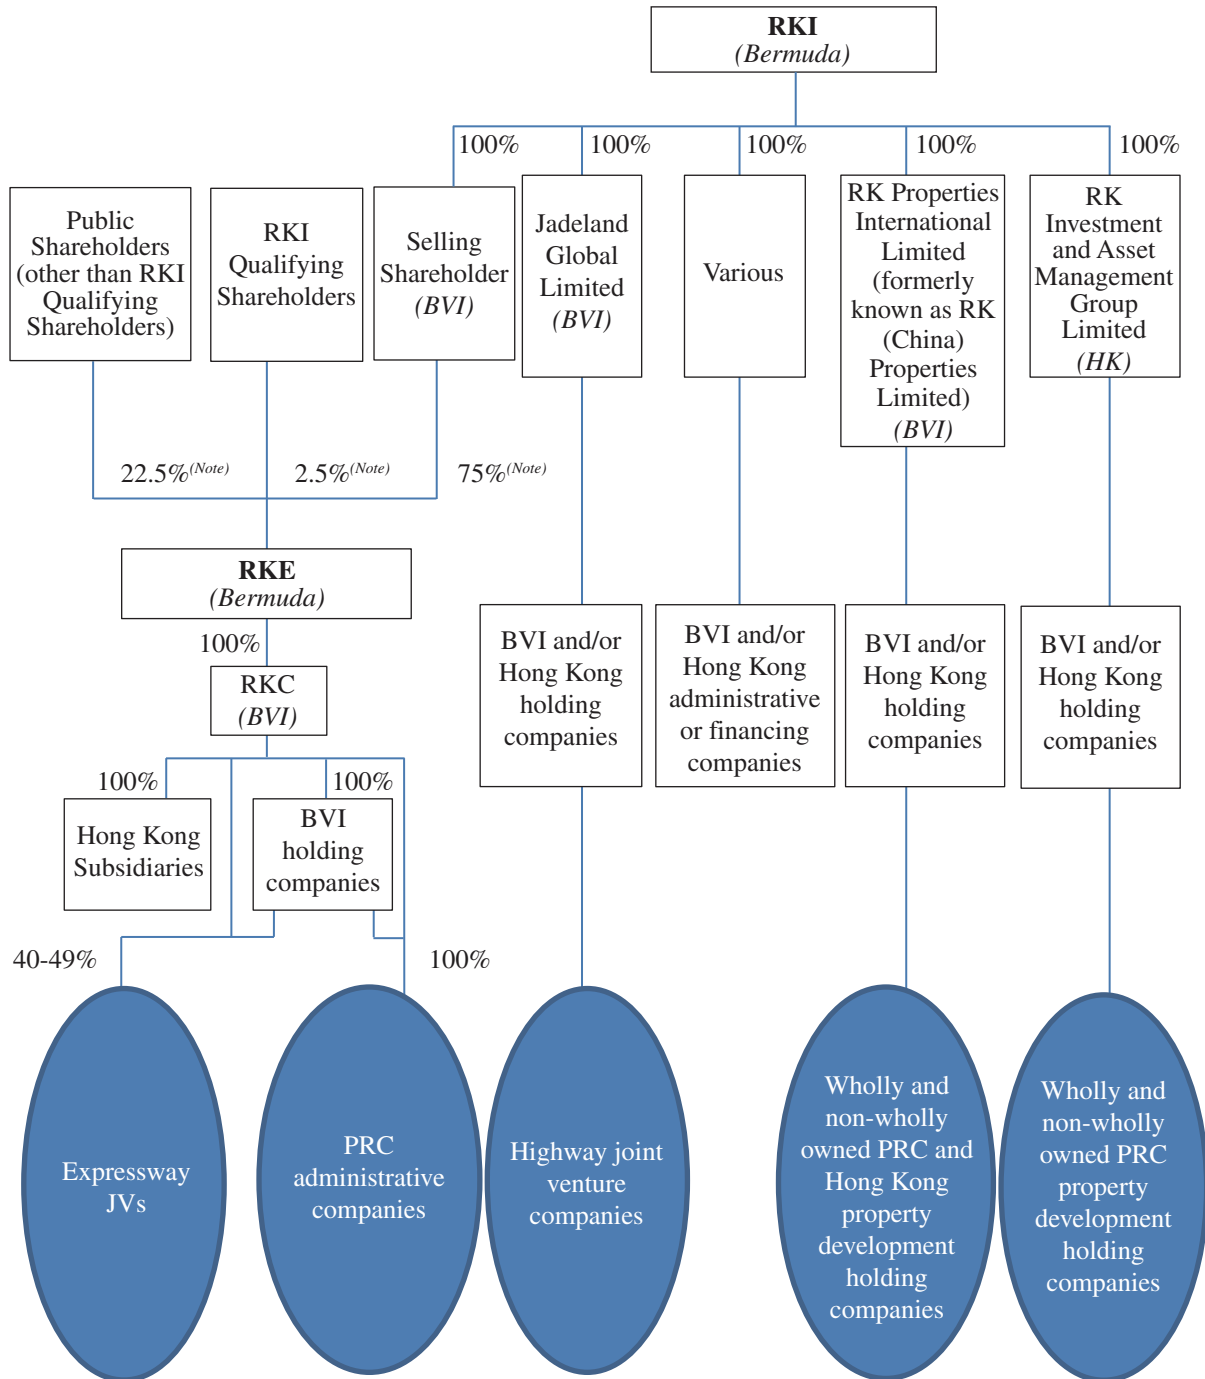 RKI
(Bermuda)
100%
100%
100%
100%
100%
Public
Shareholders
(other than RKI
Qualifying
Shareholders)
RKI
Qualifying
Shareholders
Selling
Shareholder
(BVI)
Jadeland
Global
Limited
(BVI)
Various
RK Properties
International
Limited
(formerly
known as RK
(China)
Properties
Limited)
(BVI)
RK
Investment
and Asset
Management
Group
Limited
(HK)
22.5%(Note)
2.5%(Note)
75%(Note)
RKE
(Bermuda)
100%
RKC
(BVI)
BVI and/or
Hong Kong
holding
companies
BVI and/or
Hong Kong
administrative
or financing
companies
BVI and/or
Hong Kong
holding
companies
BVI and/or
Hong Kong
holding
companies
100%
100%
Hong Kong
Subsidiaries
BVI
holding
companies
40-49%
100%
Expressway
JVs
PRC
administrative
companies
Highway joint
venture
companies
Wholly and
non-wholly
owned PRC and
Hong Kong
property
development
holding
companies
Wholly and
non-wholly
owned PRC
property
development
holding
companies